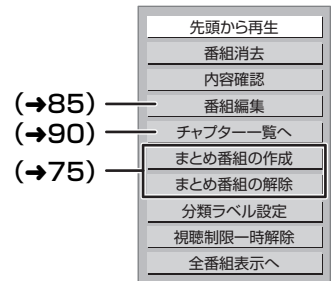 先頭から再生
番組消去
内容確認
(→85) 番組編集
(→90) チャプター一覧へ
(→75) まとめ番組の作成
まとめ番組の解除
分類ラベル設定
視聴制限一時解除
全番組表示へ